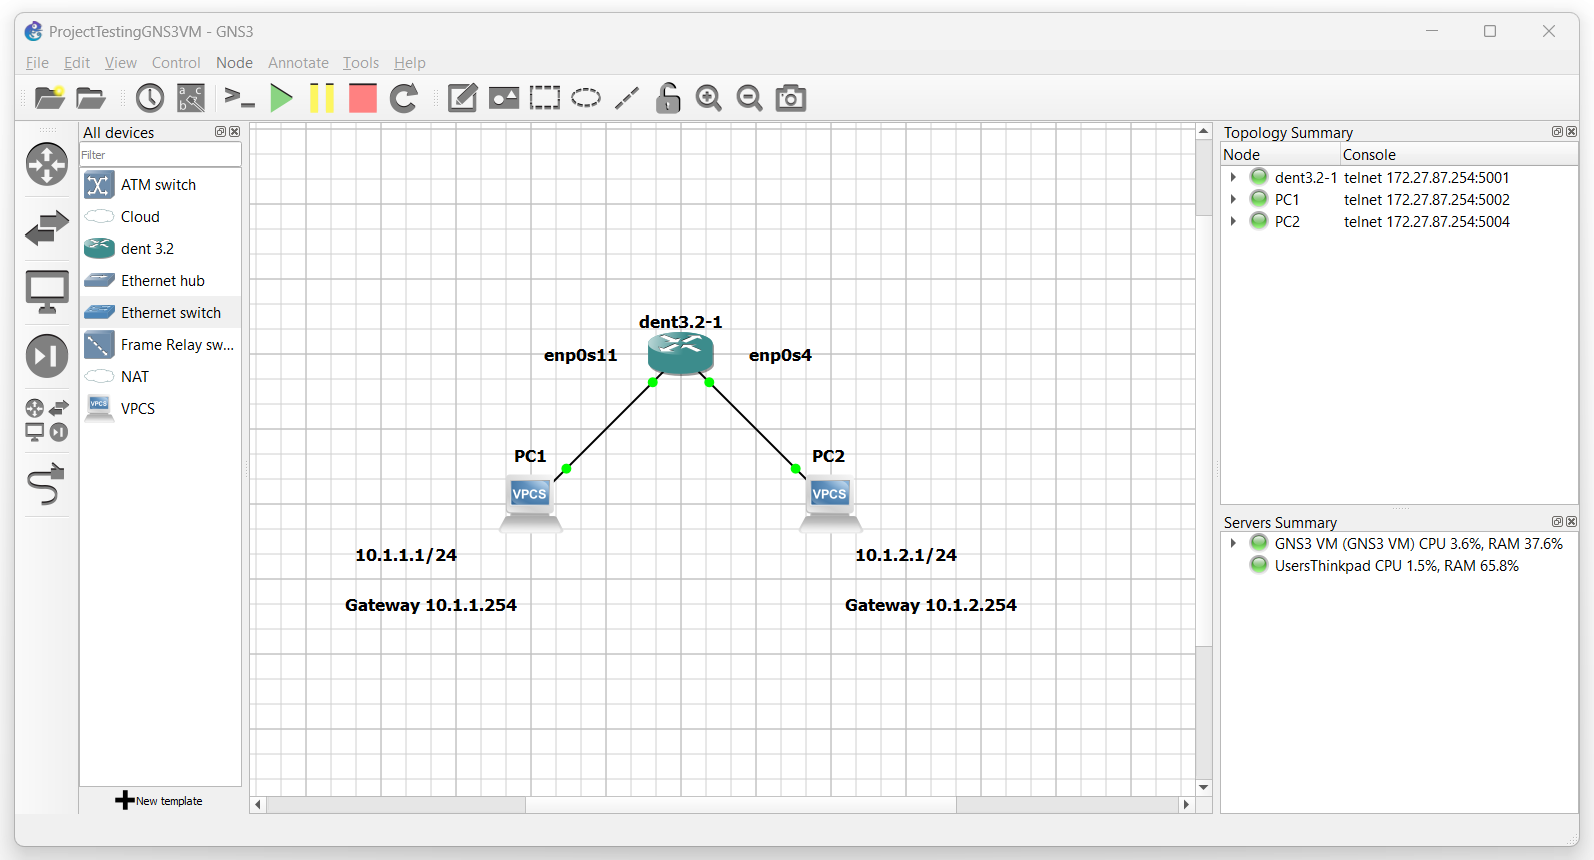 ProjectTestingGNS3VM - GNS3
File Edit View Control Node Annotate Tools Help
All devices
Filter
ATM switch
Cloud
dent 3.2
Ethernet hub
Ethernet switch
Frame Relay sw...
NAT
VPCS
VPCS
New template
dent3.2-1
enp0s11
enp0s4
PC1
PC2
VPCS
VPCS
10.1.1.1/24
10.1.2.1/24
Gateway 10.1.1.254
Gateway 10.1.2.254
Topology Summary
Node Console
dent3.2-1 telnet 172.27.87.254:5001
PC1 telnet 172.27.87.254:5002
PC2 telnet 172.27.87.254:5004
Servers Summary
GNS3 VM (GNS3 VM) CPU 3.6%, RAM 37.6%
UsersThinkpad CPU 1.5%, RAM 65.8%